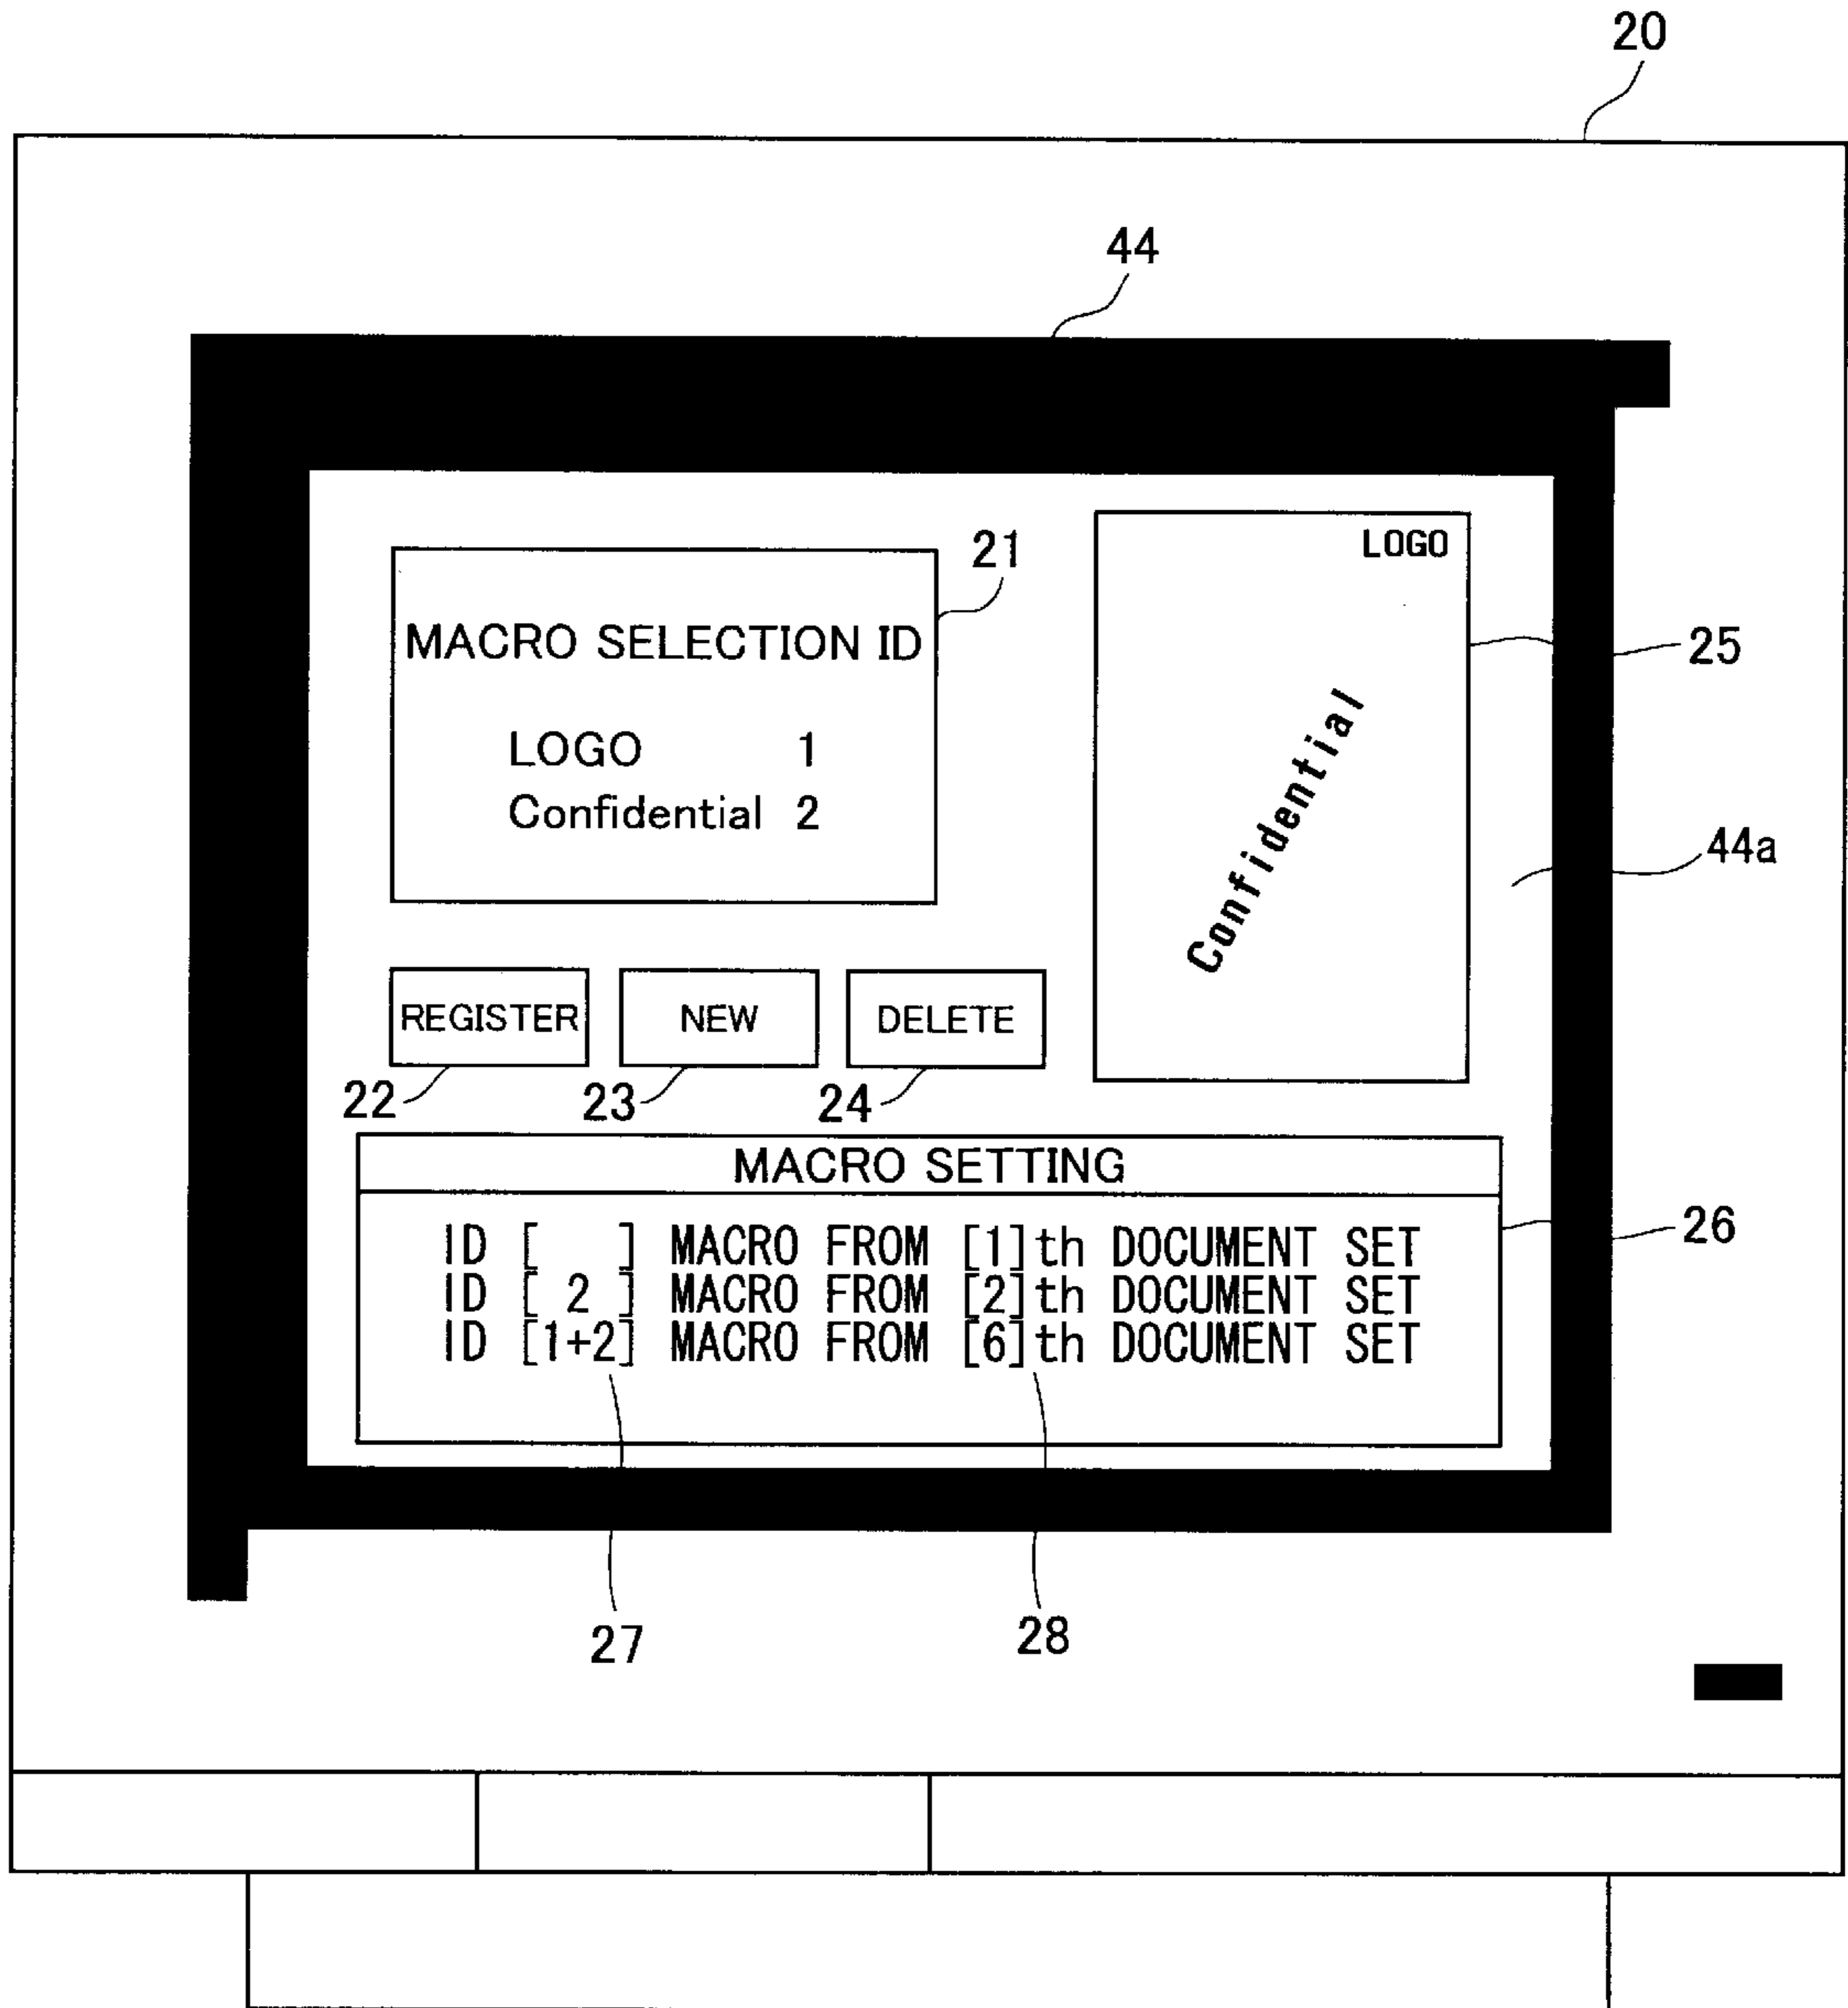 20
44
LOGO
21
MACRO SELECTION ID
25
LOGO 1
Confidential 2
Confidential
44a
REGISTER
NEW
DELETE
22
23
24
MACRO SETTING
ID [ ] MACRO FROM [1]th DOCUMENT SET
ID [ 2 ] MACRO FROM [2]th DOCUMENT SET
ID [1+2] MACRO FROM [6]th DOCUMENT SET
26
27
28